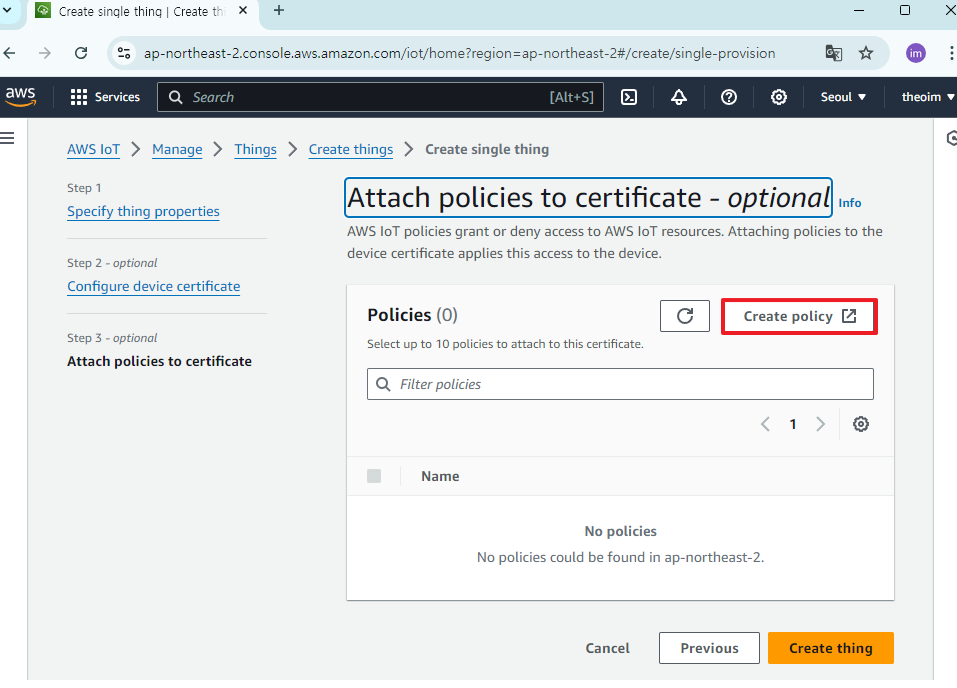 Create single thing | Create thi
ap-northeast-2.console.aws.amazon.com/iot/home?region=ap-northeast-2#/create/single-provision
im
aws
Services
Search
[Alt+S]
Seoul
theoim
AWS IoT
Manage
Things
Create things
Create single thing
Step 1
Specify thing properties
Step 2 - optional
Configure device certificate
Step 3 - optional
Attach policies to certificate
Attach policies to certificate - optional
Info
AWS IoT policies grant or deny access to AWS IoT resources. Attaching policies to the
device certificate applies this access to the device.
Policies (0)
Create policy
Select up to 10 policies to attach to this certificate.
Filter policies
1
Name
No policies
No policies could be found in ap-northeast-2.
Cancel
Previous
Create thing